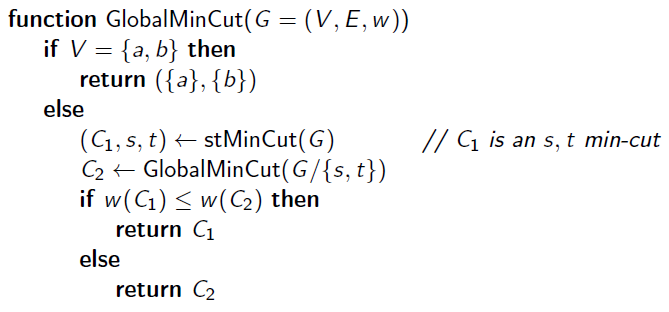 function GlobalMinCut(G = (V, E, w))
if V = {a, b} then
return ({a}, {b})
else
(C₁, s, t) ← stMinCut(G) // C₁ is an s, t min-cut
C₂ ← GlobalMinCut(G/{s, t})
if w(C₁) ≤ w(C₂) then
return C₁
else
return C₂